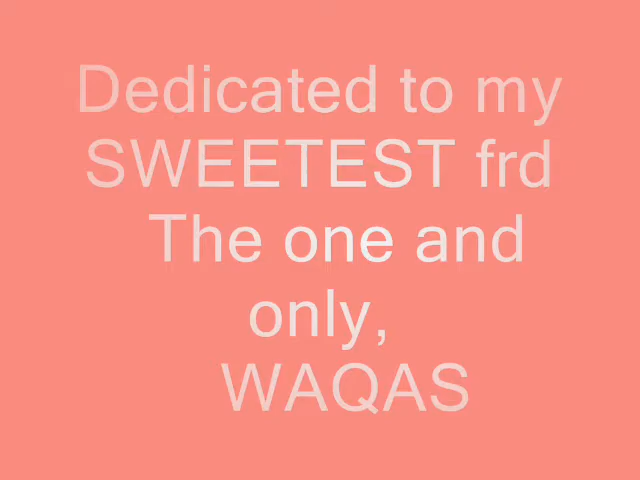 Dedicated to my
SWEETEST frd
The one and
only,
WAQAS